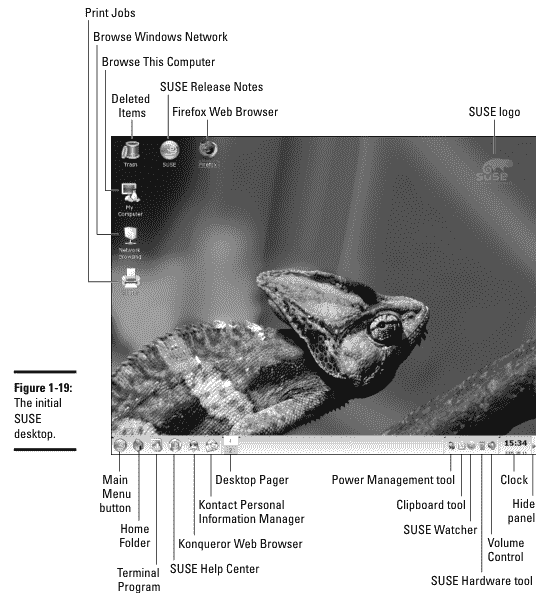 Print Jobs
Browse Windows Network
Browse This Computer
SUSE Release Notes
Deleted
Items
Firefox Web Browser
SUSE logo
Trash
SUSE
Firefox
SUSE
My
Computer
Network
Browsing
Figure 1-19:
The initial
SUSE
desktop.
15:34
Main
Menu
button
Home
Folder
Terminal
Program
SUSE Help Center
Konqueror Web Browser
Kontact Personal
Information Manager
Desktop Pager
Power Management tool
Clipboard tool
SUSE Watcher
SUSE Hardware tool
Volume
Control
Clock
Hide
panel